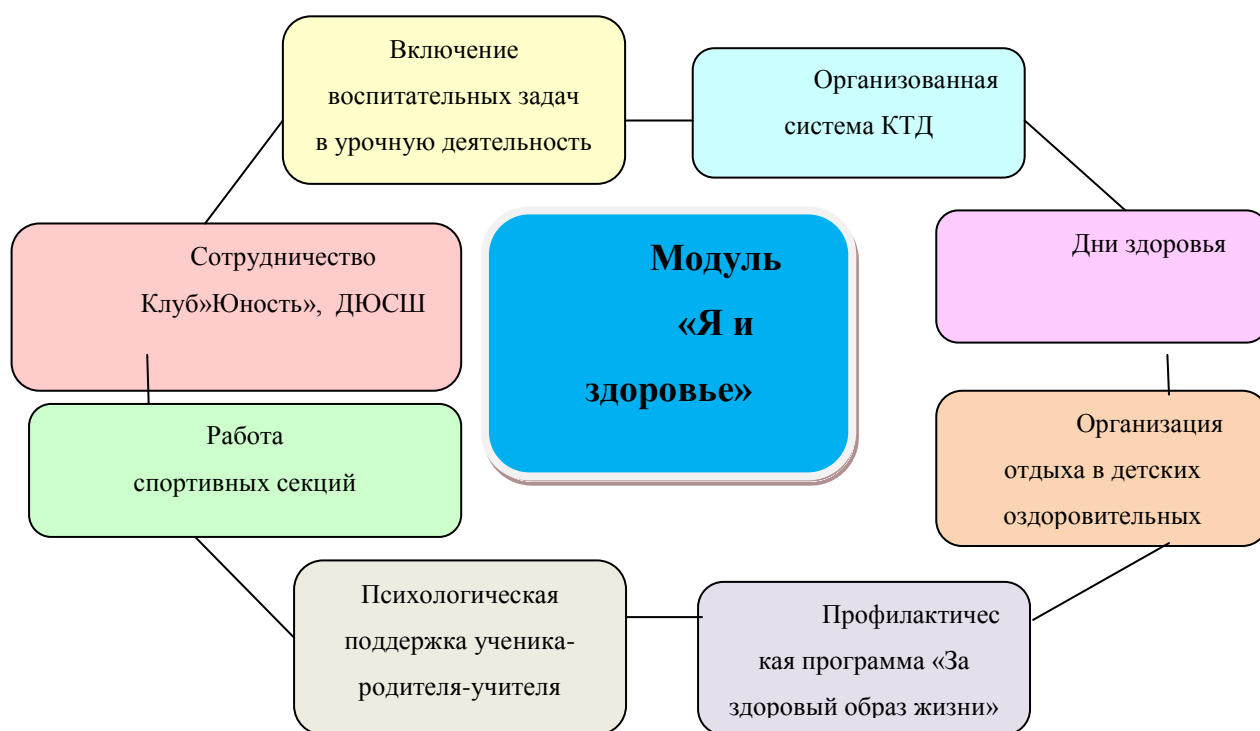 Включение
воспитательных задач
в урочную деятельность
Организованная
система КТД
Сотрудничество
Клуб»Юность», ДЮСШ
Модуль
«Я и
здоровье»
Дни здоровья
Работа
спортивных секций
Организация
отдыха в детских
оздоровительных
Психологическая
поддержка ученика-
родителя-учителя
Профилактичес
кая программа «За
здоровый образ жизни»